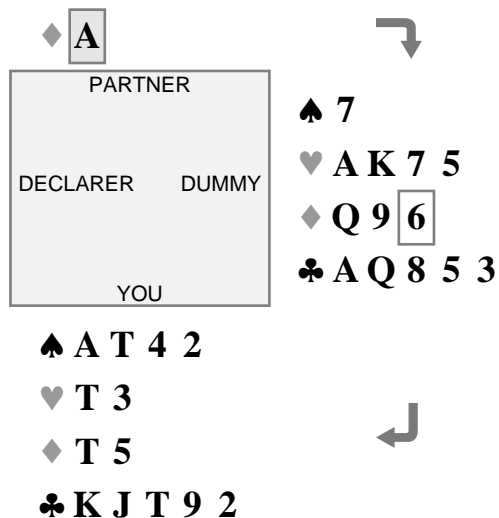 ♦ A
PARTNER
DECLARER DUMMY
YOU
♠ 7
♥ A K 7 5
♦ Q 9 6
♣ A Q 8 5 3
♠ A T 4 2
♥ T 3
♦ T 5
♣ K J T 9 2